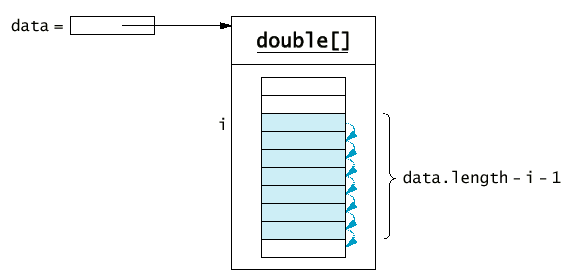 data =
double[]
i
data.length - i - 1